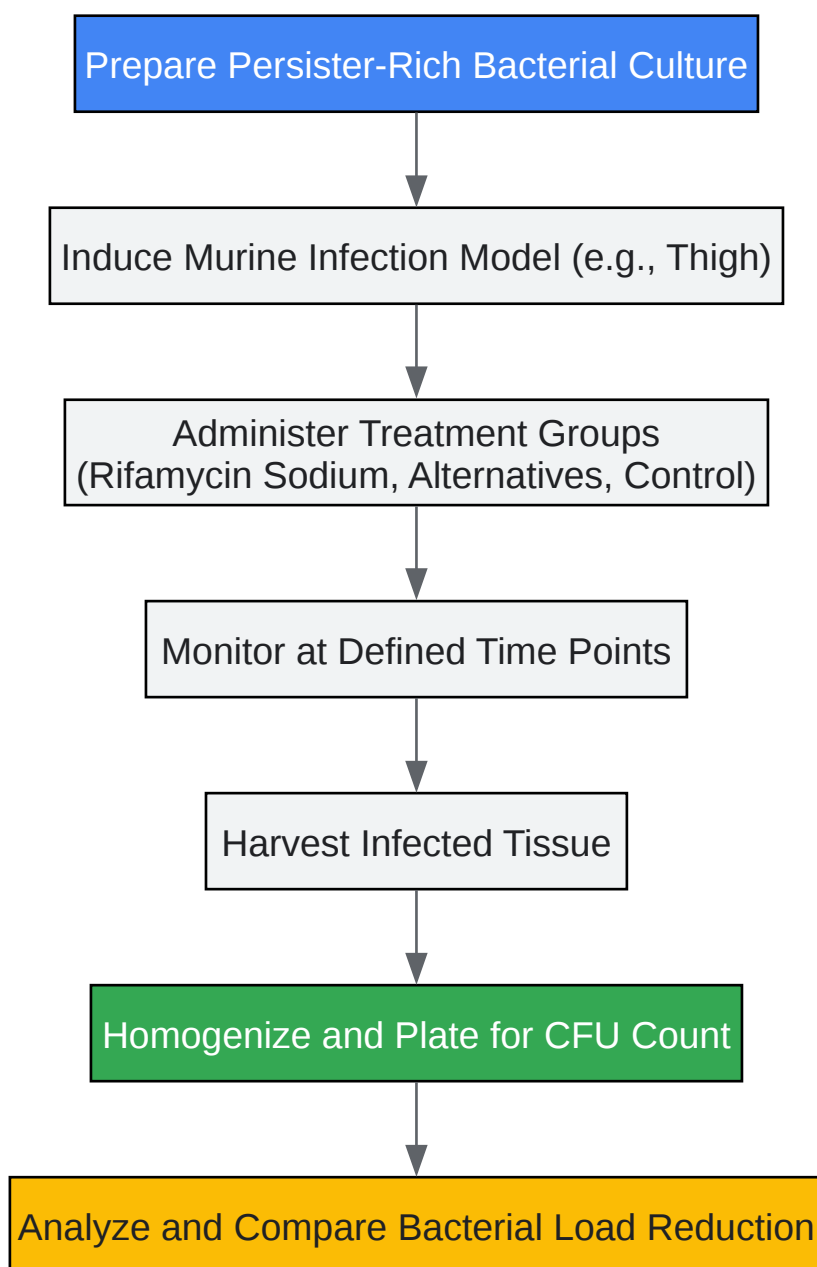 Prepare Persister-Rich Bacterial Culture
Induce Murine Infection Model (e.g., Thigh)
Administer Treatment Groups
(Rifamycin Sodium, Alternatives, Control)
Monitor at Defined Time Points
Harvest Infected Tissue
Homogenize and Plate for CFU Count
Analyze and Compare Bacterial Load Reduction